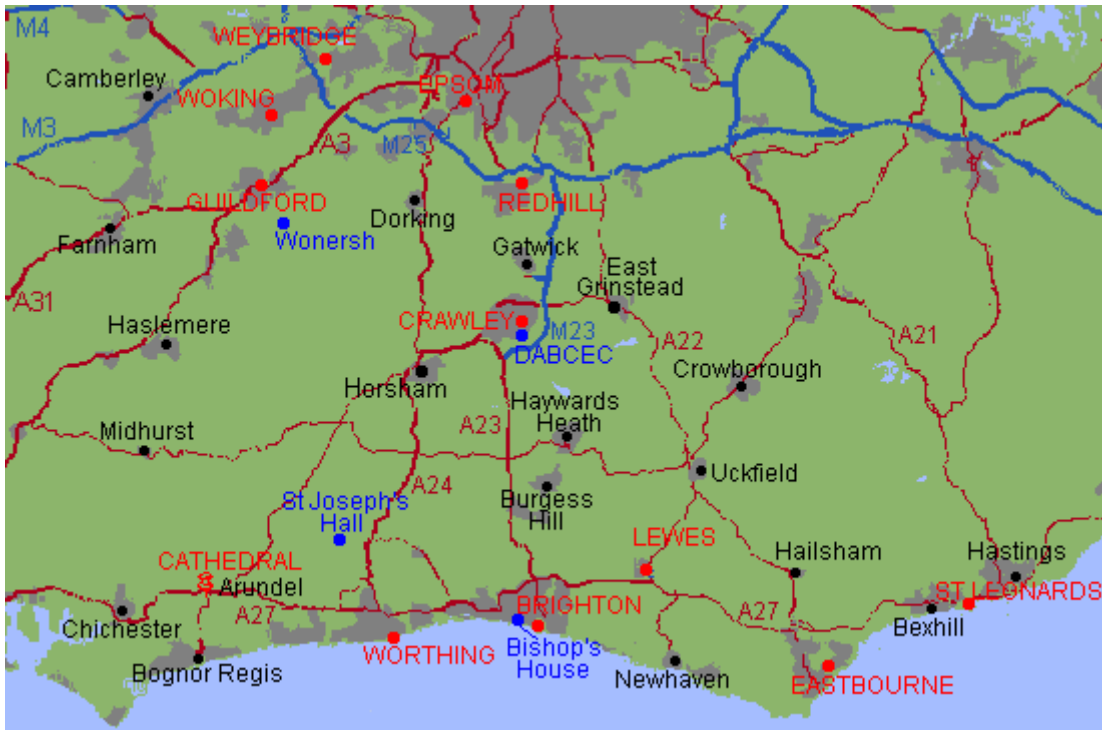 M4
WEYBRIDGE
Camberley
EPSOM
WOKING
M3
A3
M25
GUILDFORD
Dorking
REDHILL
Farnham
Wonersh
Gatwick
East
Grinstead
A31
Haslemere
CRAWLEY
M23
DABCEC
A22
A21
Horsham
Crowborough
Haywards
Heath
A23
Midhurst
Uckfield
A24
St Joseph's
Hall
Burgess
Hill
LEWES
CATHEDRAL
Arundel
Hailsham
Hastings
ST LEONARDS
Chichester
A27
BRIGHTON
A27
Bexhill
WORTHING
Bishop's
House
Bognor Regis
Newhaven
EASTBOURNE